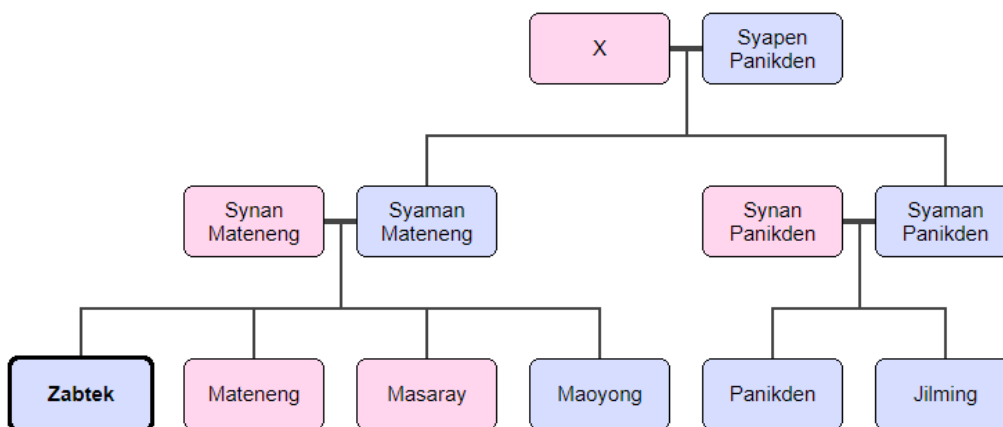 X
Syapen
Panikden
Synan
Mateneng
Syaman
Mateneng
Synan
Panikden
Syaman
Panikden
Zabtek
Mateneng
Masaray
Maoyong
Panikden
Jilming